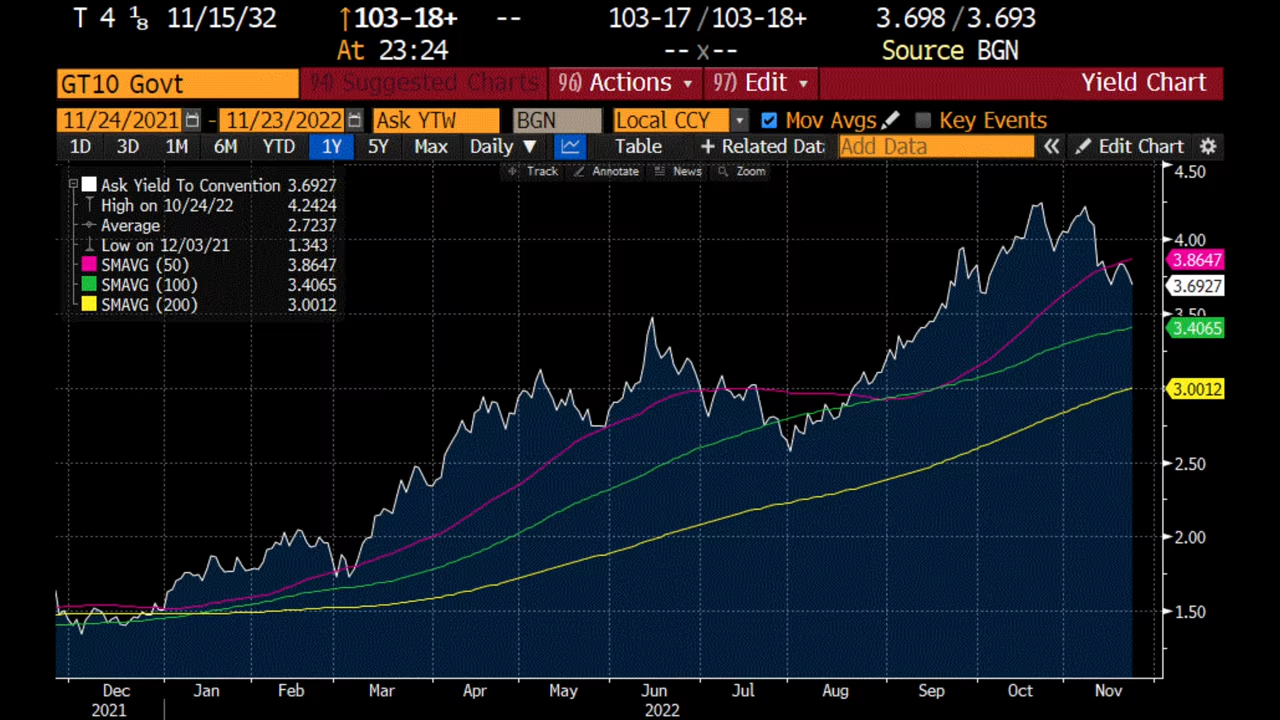 T 4 ⅛ 11/15/32 ↑103-18+ -- 103-17/103-18+ 3.698/3.693
At 23:24 --x-- Source BGN
GT10 Govt 94) Suggested Charts 96) Actions 97) Edit Yield Chart
11/24/2021 - 11/23/2022 Ask YTW BGN Local CCY Mov Avgs Key Events
1D 3D 1M 6M YTD 1Y 5Y Max Daily ▼ Table + Related Dat Add Data « Edit Chart
Track Annotate News Zoom
Ask Yield To Convention 3.6927
High on 10/24/22 4.2424
Average 2.7237
Low on 12/03/21 1.343
SMAVG (50) 3.8647
SMAVG (100) 3.4065
SMAVG (200) 3.0012
4.50
4.00
3.8647
3.6927
3.50
3.4065
3.0012
2.50
2.00
1.50
Dec Jan Feb Mar Apr May Jun Jul Aug Sep Oct Nov
2021 2022